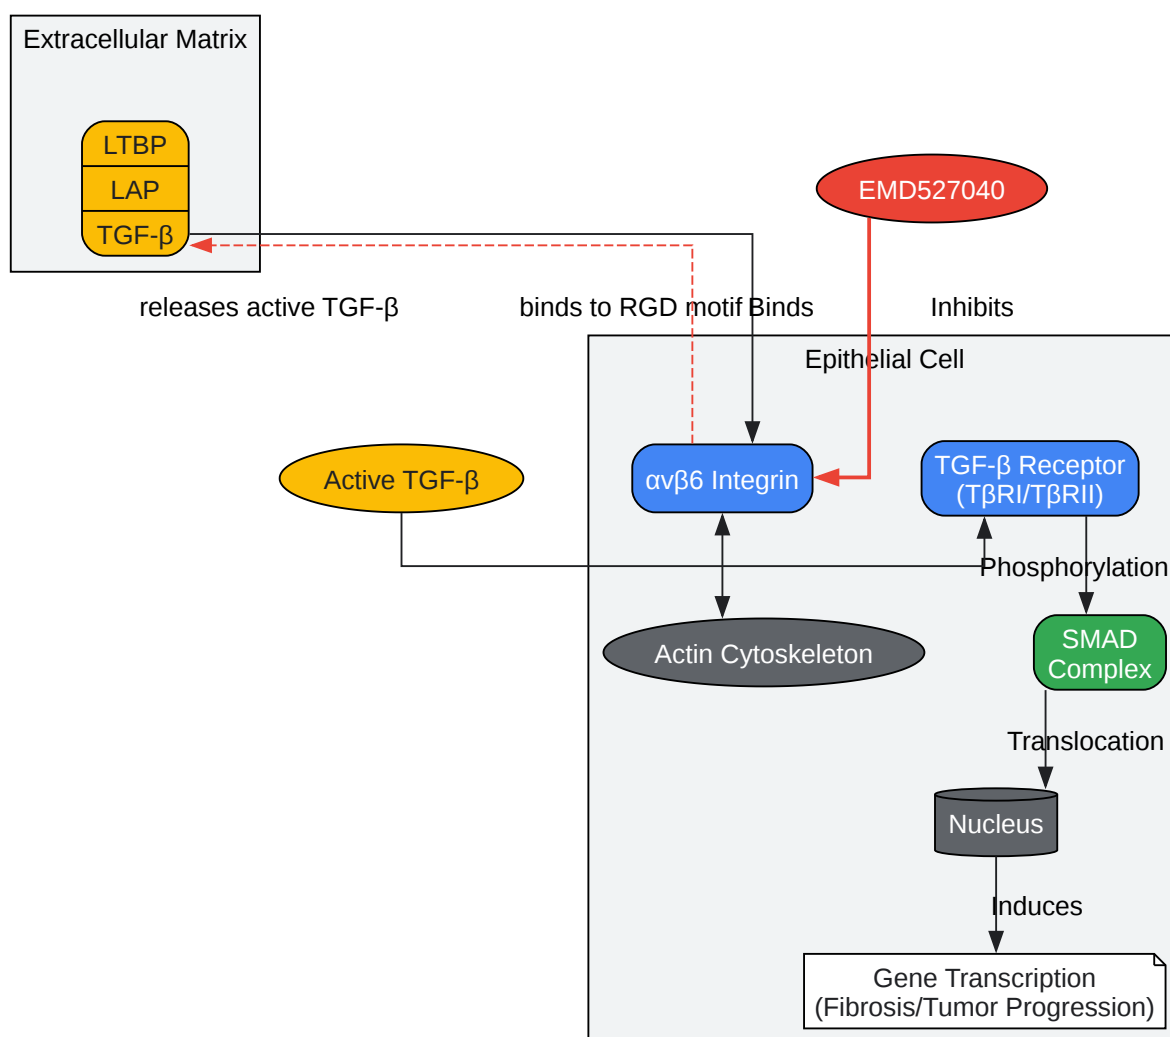 Extracellular Matrix
LTBP
LAP
TGF-β
EMD527040
releases active TGF-β
binds to RGD motif
Binds
Inhibits
Epithelial Cell
Active TGF-β
αvβ6 Integrin
TGF-β Receptor
(TβRI/TβRII)
Phosphorylation
Actin Cytoskeleton
SMAD
Complex
Translocation
Nucleus
Induces
Gene Transcription
(Fibrosis/Tumor Progression)